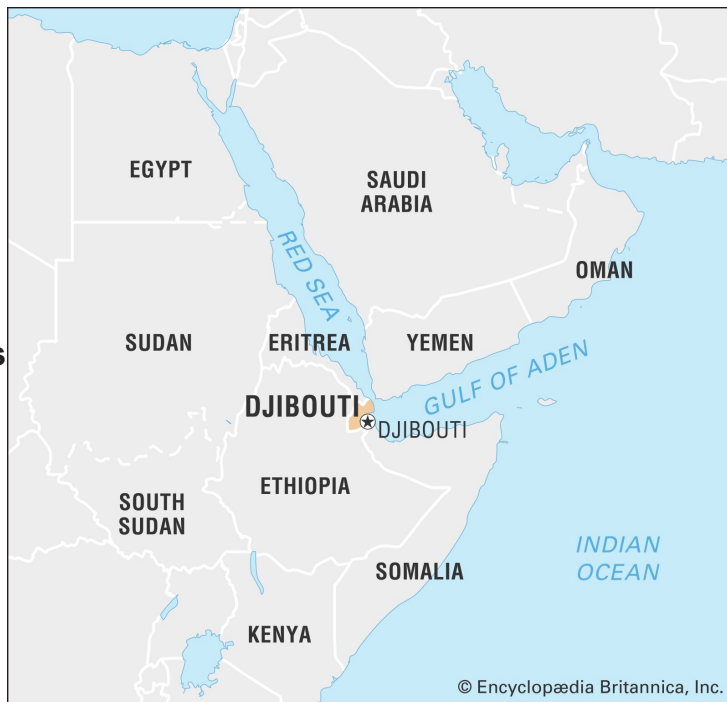 EGYPT
SAUDI
ARABIA
RED SEA
OMAN
SUDAN
ERITREA
YEMEN
s
GULF OF ADEN
DJIBOUTI
DJIBOUTI
ETHIOPIA
SOUTH
SUDAN
INDIAN
OCEAN
SOMALIA
KENYA
© Encyclopædia Britannica, Inc.